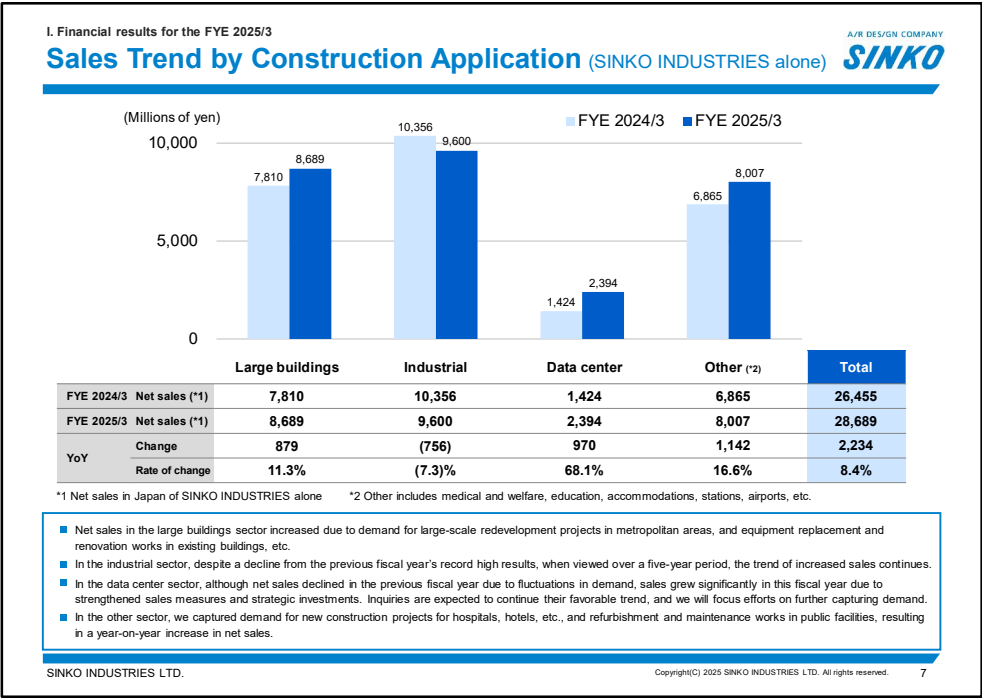 I. Financial results for the FYE 2025/3
Sales Trend by Construction Application (SINKO INDUSTRIES alone)
A/R DESIGN COMPANY
SINKO
(Millions of yen)
FYE 2024/3 FYE 2025/3
10,000
5,000
0
7,810
8,689
10,356
9,600
1,424
2,394
6,865
8,007
Large buildings Industrial Data center Other (*2) Total
FYE 2024/3 Net sales (*1) 7,810 10,356 1,424 6,865 26,455
FYE 2025/3 Net sales (*1) 8,689 9,600 2,394 8,007 28,689
YoY
Change 879 (756) 970 1,142 2,234
Rate of change 11.3% (7.3)% 68.1% 16.6% 8.4%
*1 Net sales in Japan of SINKO INDUSTRIES alone *2 Other includes medical and welfare, education, accommodations, stations, airports, etc.
Net sales in the large buildings sector increased due to demand for large-scale redevelopment projects in metropolitan areas, and equipment replacement and
renovation works in existing buildings, etc.
In the industrial sector, despite a decline from the previous fiscal year's record high results, when viewed over a five-year period, the trend of increased sales continues.
In the data center sector, although net sales declined in the previous fiscal year due to fluctuations in demand, sales grew significantly in this fiscal year due to
strengthened sales measures and strategic investments. Inquiries are expected to continue their favorable trend, and we will focus efforts on further capturing demand.
In the other sector, we captured demand for new construction projects for hospitals, hotels, etc., and refurbishment and maintenance works in public facilities, resulting
in a year-on-year increase in net sales.
SINKO INDUSTRIES LTD.
Copyright(C) 2025 SINKO INDUSTRIES LTD. All rights reserved.
7